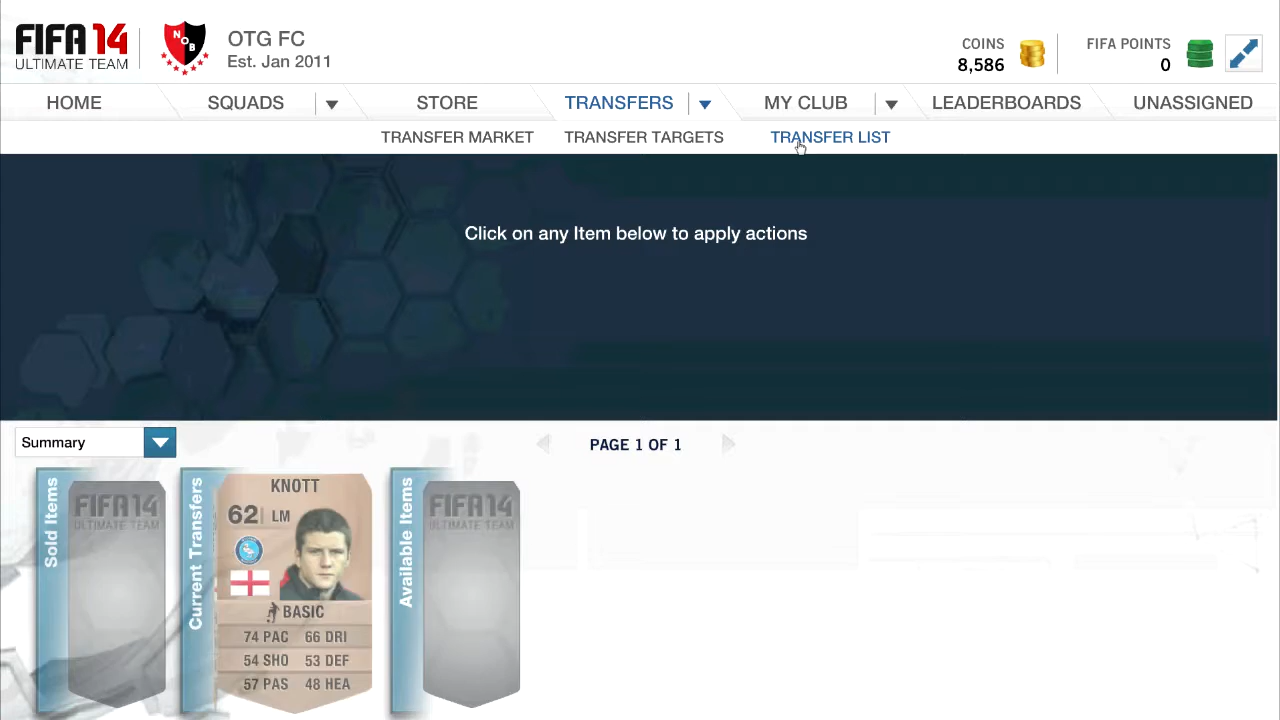 FIFA 14
ULTIMATE TEAM
NOB
OTG FC
Est. Jan 2011
COINS
8,586
FIFA POINTS
0
HOME
SQUADS
STORE
TRANSFERS
MY CLUB
LEADERBOARDS
UNASSIGNED
TRANSFER MARKET
TRANSFER TARGETS
TRANSFER LIST
Click on any Item below to apply actions
Summary
PAGE 1 OF 1
Sold Items
FIFA 14
ULTIMATE TEAM
Current Transfers
KNOTT
62 LM
BASIC
74 PAC 66 DRI
54 SHO 53 DEF
57 PAS 48 HEA
Available Items
FIFA 14
ULTIMATE TEAM